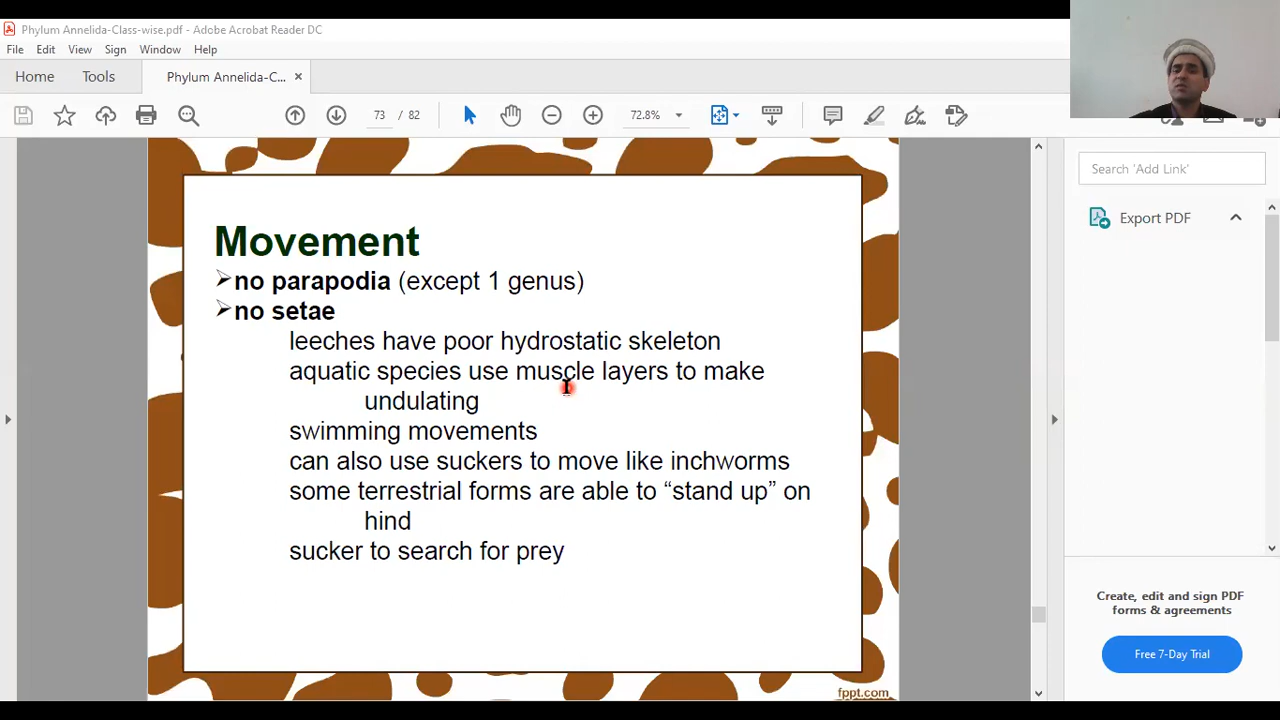 Phylum Annelida-Class-wise.pdf - Adobe Acrobat Reader DC
File Edit View Sign Window Help
Home Tools Phylum Annelida-C... ×
73 / 82 72.8%
Search 'Add Link'
Export PDF
Movement
➢no parapodia (except 1 genus)
➢no setae
leeches have poor hydrostatic skeleton
aquatic species use muscle layers to make
undulating
swimming movements
can also use suckers to move like inchworms
some terrestrial forms are able to “stand up” on
hind
sucker to search for prey
fppt.com
Create, edit and sign PDF
forms & agreements
Free 7-Day Trial